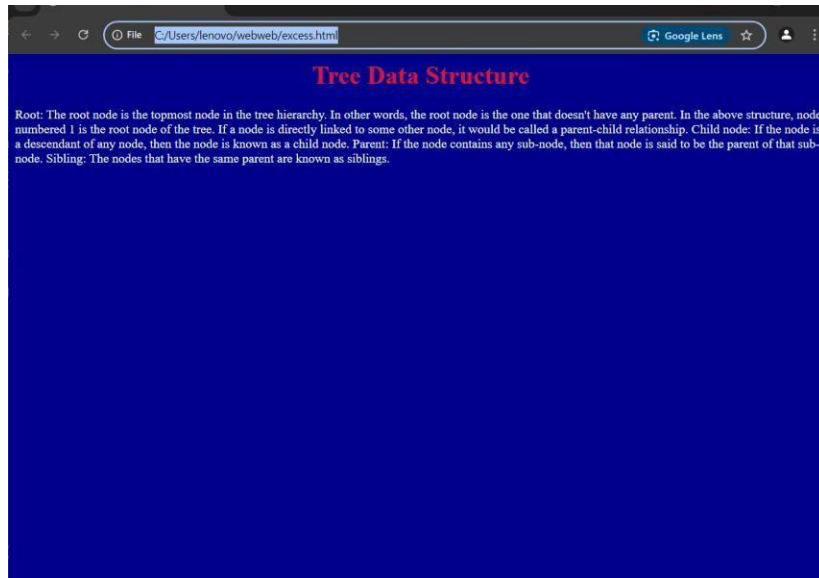 File C:/Users/lenovo/webweb/excess.html Google Lens
Tree Data Structure
Root: The root node is the topmost node in the tree hierarchy. In other words, the root node is the one that doesn't have any parent. In the above structure, node
numbered 1 is the root node of the tree. If a node is directly linked to some other node, it would be called a parent-child relationship. Child node: If the node is
a descendant of any node, then the node is known as a child node. Parent: If the node contains any sub-node, then that node is said to be the parent of that sub-
node. Sibling: The nodes that have the same parent are known as siblings.